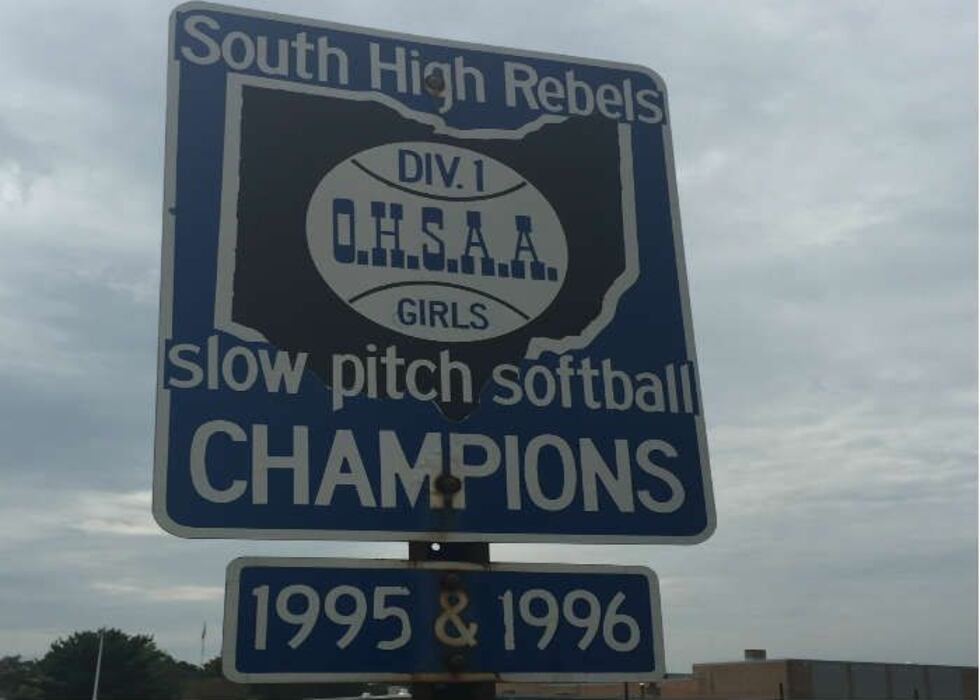 South High Rebels
DIV. 1
O.H.S.A.A.
GIRLS
slow pitch softball
CHAMPIONS
1995 & 1996